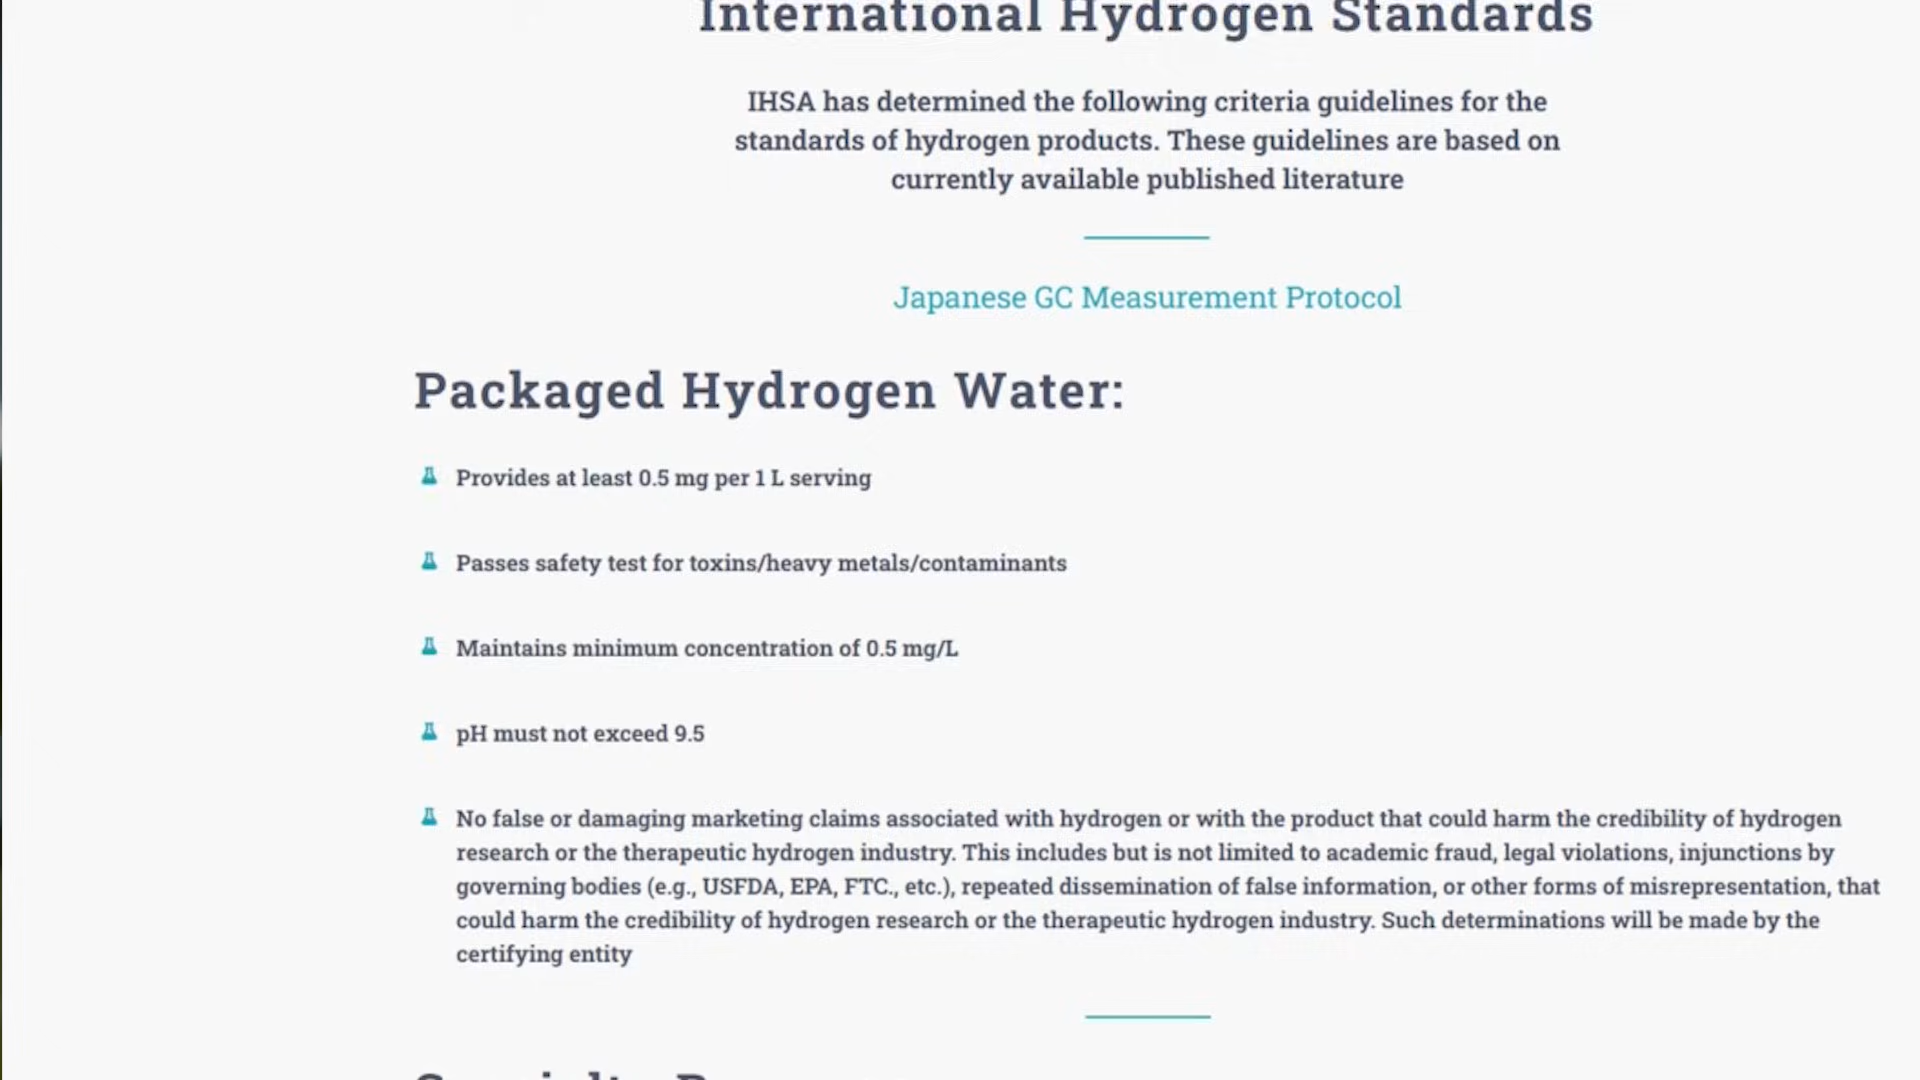 International Hydrogen Standards
IHSA has determined the following criteria guidelines for the
standards of hydrogen products. These guidelines are based on
currently available published literature
Japanese GC Measurement Protocol
Packaged Hydrogen Water:
Provides at least 0.5 mg per 1 L serving
Passes safety test for toxins/heavy metals/contaminants
Maintains minimum concentration of 0.5 mg/L
pH must not exceed 9.5
No false or damaging marketing claims associated with hydrogen or with the product that could harm the credibility of hydrogen
research or the therapeutic hydrogen industry. This includes but is not limited to academic fraud, legal violations, injunctions by
governing bodies (e.g., USFDA, EPA, FTC., etc.), repeated dissemination of false information, or other forms of misrepresentation, that
could harm the credibility of hydrogen research or the therapeutic hydrogen industry. Such determinations will be made by the
certifying entity